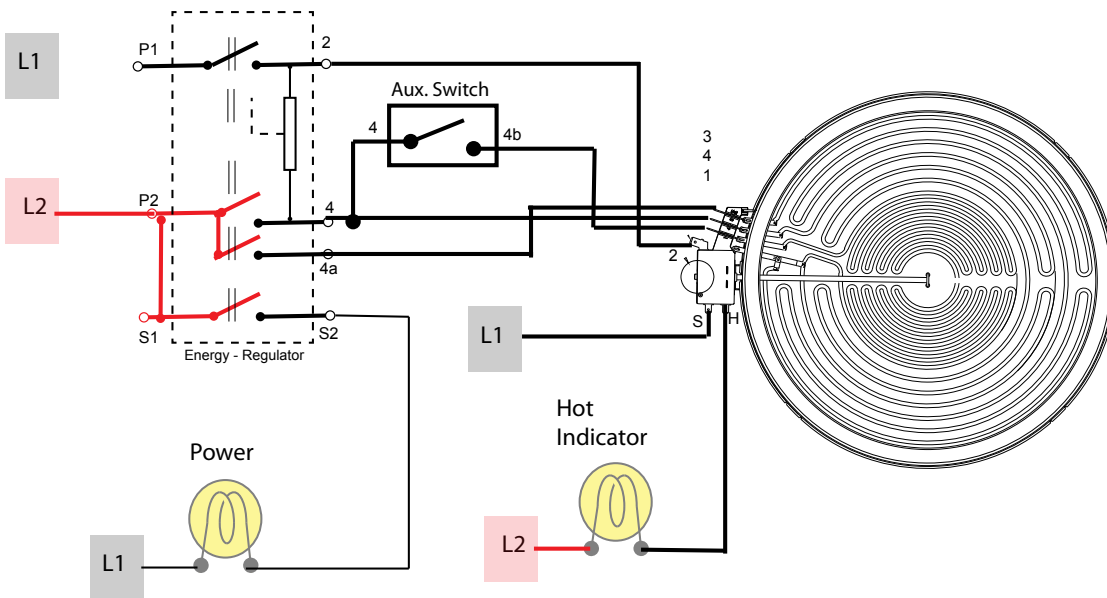 L1
P1
2
Aux. Switch
4
4b
3
4
1
L2
P2
4
4a
2
S1
S2
Energy - Regulator
L1
S
H
Hot
Indicator
Power
L1
L2